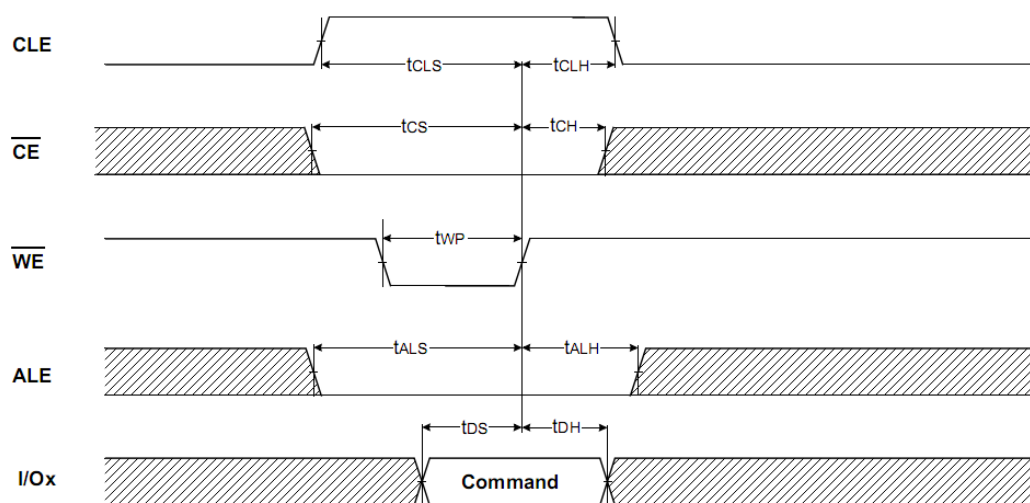 CLE
tCLS tCLH
CE
tCS tCH
WE
tWP
ALE
tALS tALH
tDS tDH
I/Ox Command